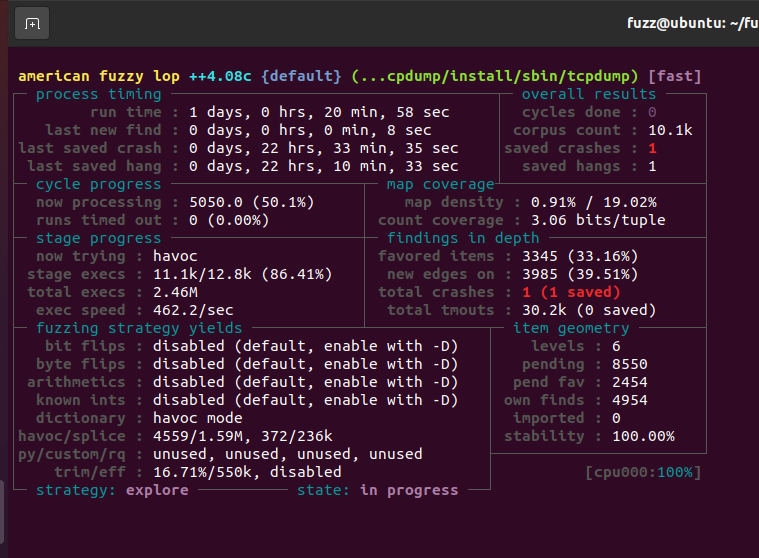 fuzz@ubuntu: ~/fu
american fuzzy lop ++4.08c {default} (...cpdump/install/sbin/tcpdump) [fast]
process timing overall results
run time : 1 days, 0 hrs, 20 min, 58 sec cycles done : 0
last new find : 0 days, 0 hrs, 0 min, 8 sec corpus count : 10.1k
last saved crash : 0 days, 22 hrs, 33 min, 35 sec saved crashes : 1
last saved hang : 0 days, 22 hrs, 10 min, 33 sec saved hangs : 1
cycle progress map coverage
now processing : 5050.0 (50.1%) map density : 0.91% / 19.02%
runs timed out : 0 (0.00%) count coverage : 3.06 bits/tuple
stage progress findings in depth
now trying : havoc favored items : 3345 (33.16%)
stage execs : 11.1k/12.8k (86.41%) new edges on : 3985 (39.51%)
total execs : 2.46M total crashes : 1 (1 saved)
exec speed : 462.2/sec total tmouts : 30.2k (0 saved)
fuzzing strategy yields item geometry
bit flips : disabled (default, enable with -D) levels : 6
byte flips : disabled (default, enable with -D) pending : 8550
arithmetics : disabled (default, enable with -D) pend fav : 2454
known ints : disabled (default, enable with -D) own finds : 4954
dictionary : havoc mode imported : 0
havoc/splice : 4559/1.59M, 372/236k stability : 100.00%
py/custom/rq : unused, unused, unused, unused
trim/eff : 16.71%/550k, disabled [cpu000:100%]
strategy: explore state: in progress